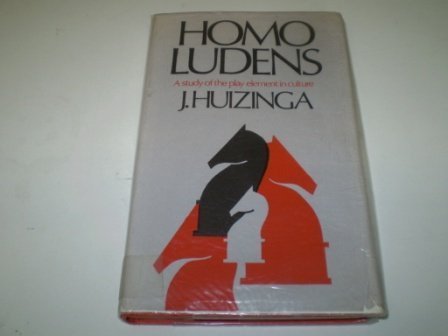 HOMO
LUDENS
A study of the play element in culture
J. HUIZINGA